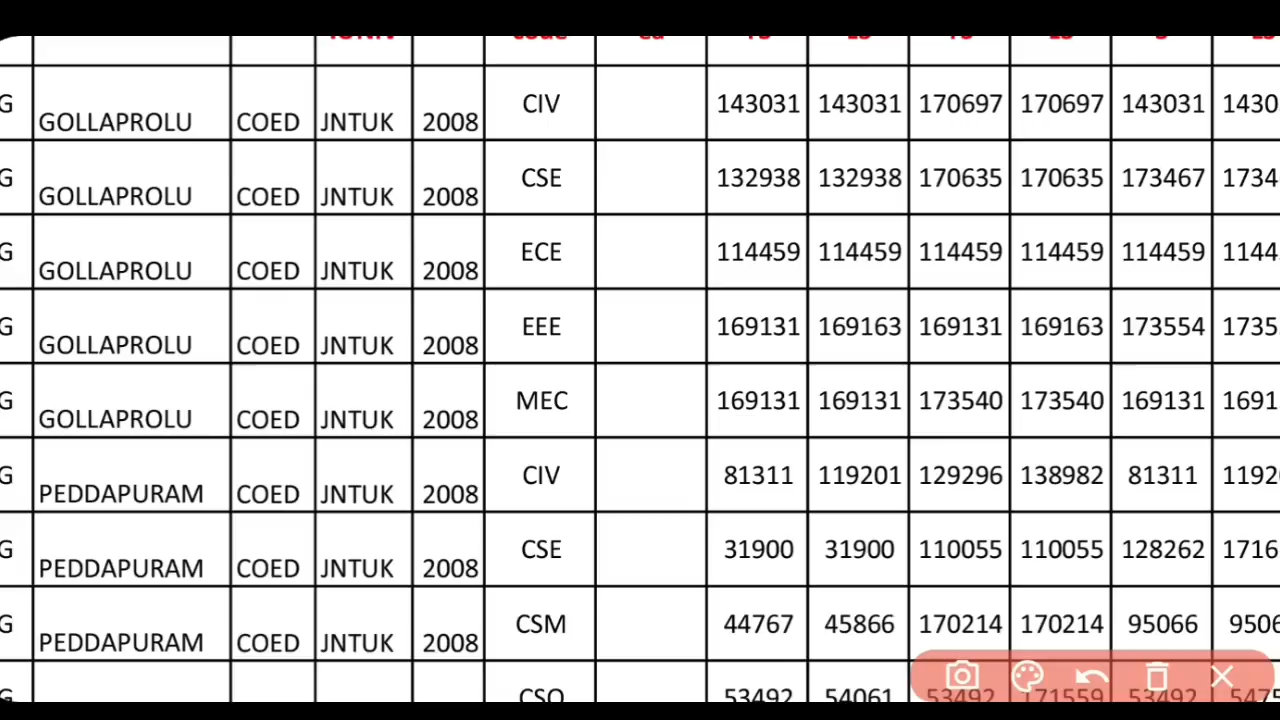 G GOLLAPROLU COED JNTUK 2008 CIV 143031 143031 170697 170697 143031 1430
G GOLLAPROLU COED JNTUK 2008 CSE 132938 132938 170635 170635 173467 1734
G GOLLAPROLU COED JNTUK 2008 ECE 114459 114459 114459 114459 114459 1144
G GOLLAPROLU COED JNTUK 2008 EEE 169131 169163 169131 169163 173554 1735
G GOLLAPROLU COED JNTUK 2008 MEC 169131 169131 173540 173540 169131 1691
G PEDDAPURAM COED JNTUK 2008 CIV 81311 119201 129296 138982 81311 1192
G PEDDAPURAM COED JNTUK 2008 CSE 31900 31900 110055 110055 128262 1716
G PEDDAPURAM COED JNTUK 2008 CSM 44767 45866 170214 170214 95066 9506
G 53492 54061 53492 171559 53492 5475